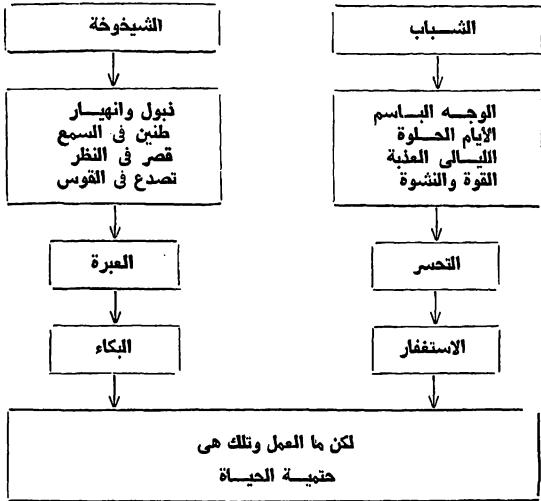 الشباب
الشيخوخة
الوجه الباسم
الأيام الحلوة
الليالى العذبة
القوة والنشوة
ذبول وانهيار
طنين فى السمع
قصر فى النظر
تصدع فى القوس
التحسر
العبرة
الاستغفار
البكاء
لكن ما العمل وتلك هى
حتمية الحياة